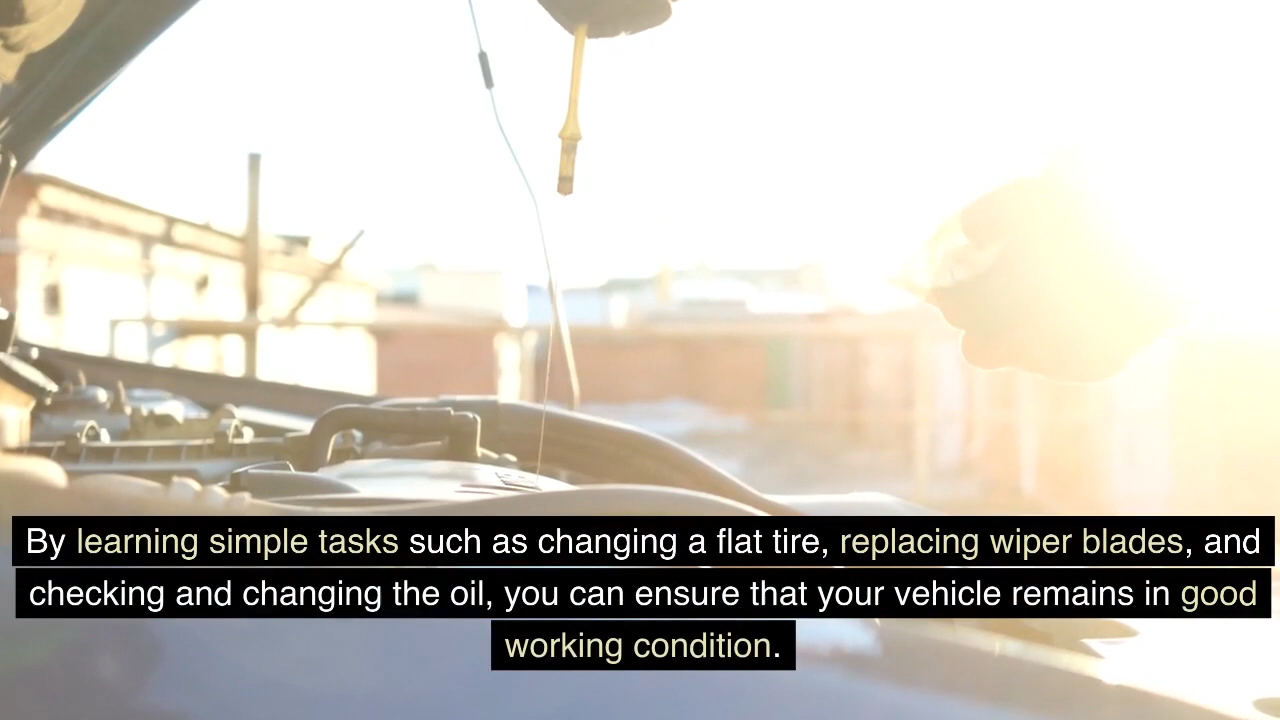 By learning simple tasks such as changing a flat tire, replacing wiper blades, and
checking and changing the oil, you can ensure that your vehicle remains in good
working condition.